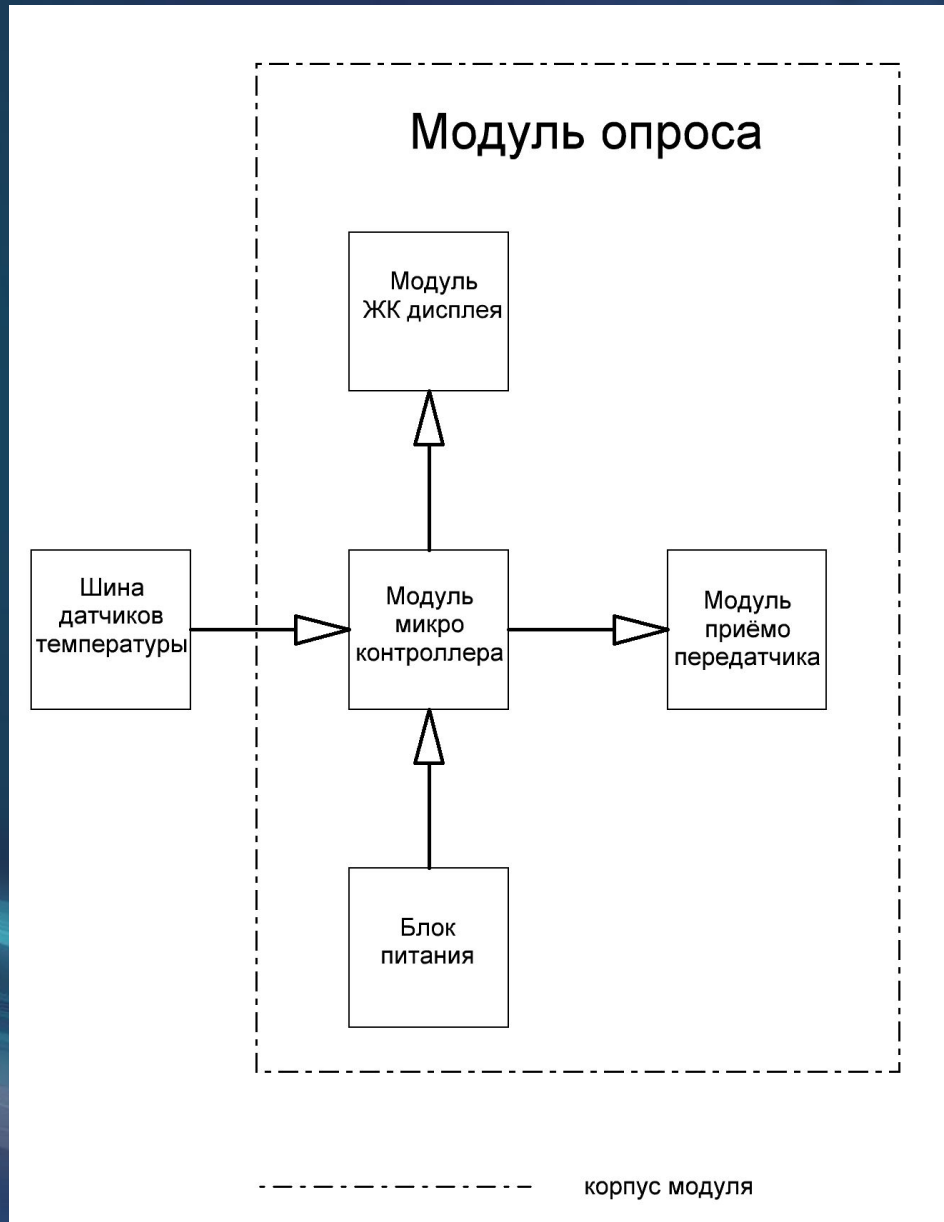 Модуль опроса
Модуль
ЖК дисплея
Шина
датчиков
температуры
Модуль
микро
контроллера
Модуль
приёмо
передатчика
Блок
питания
корпус модуля